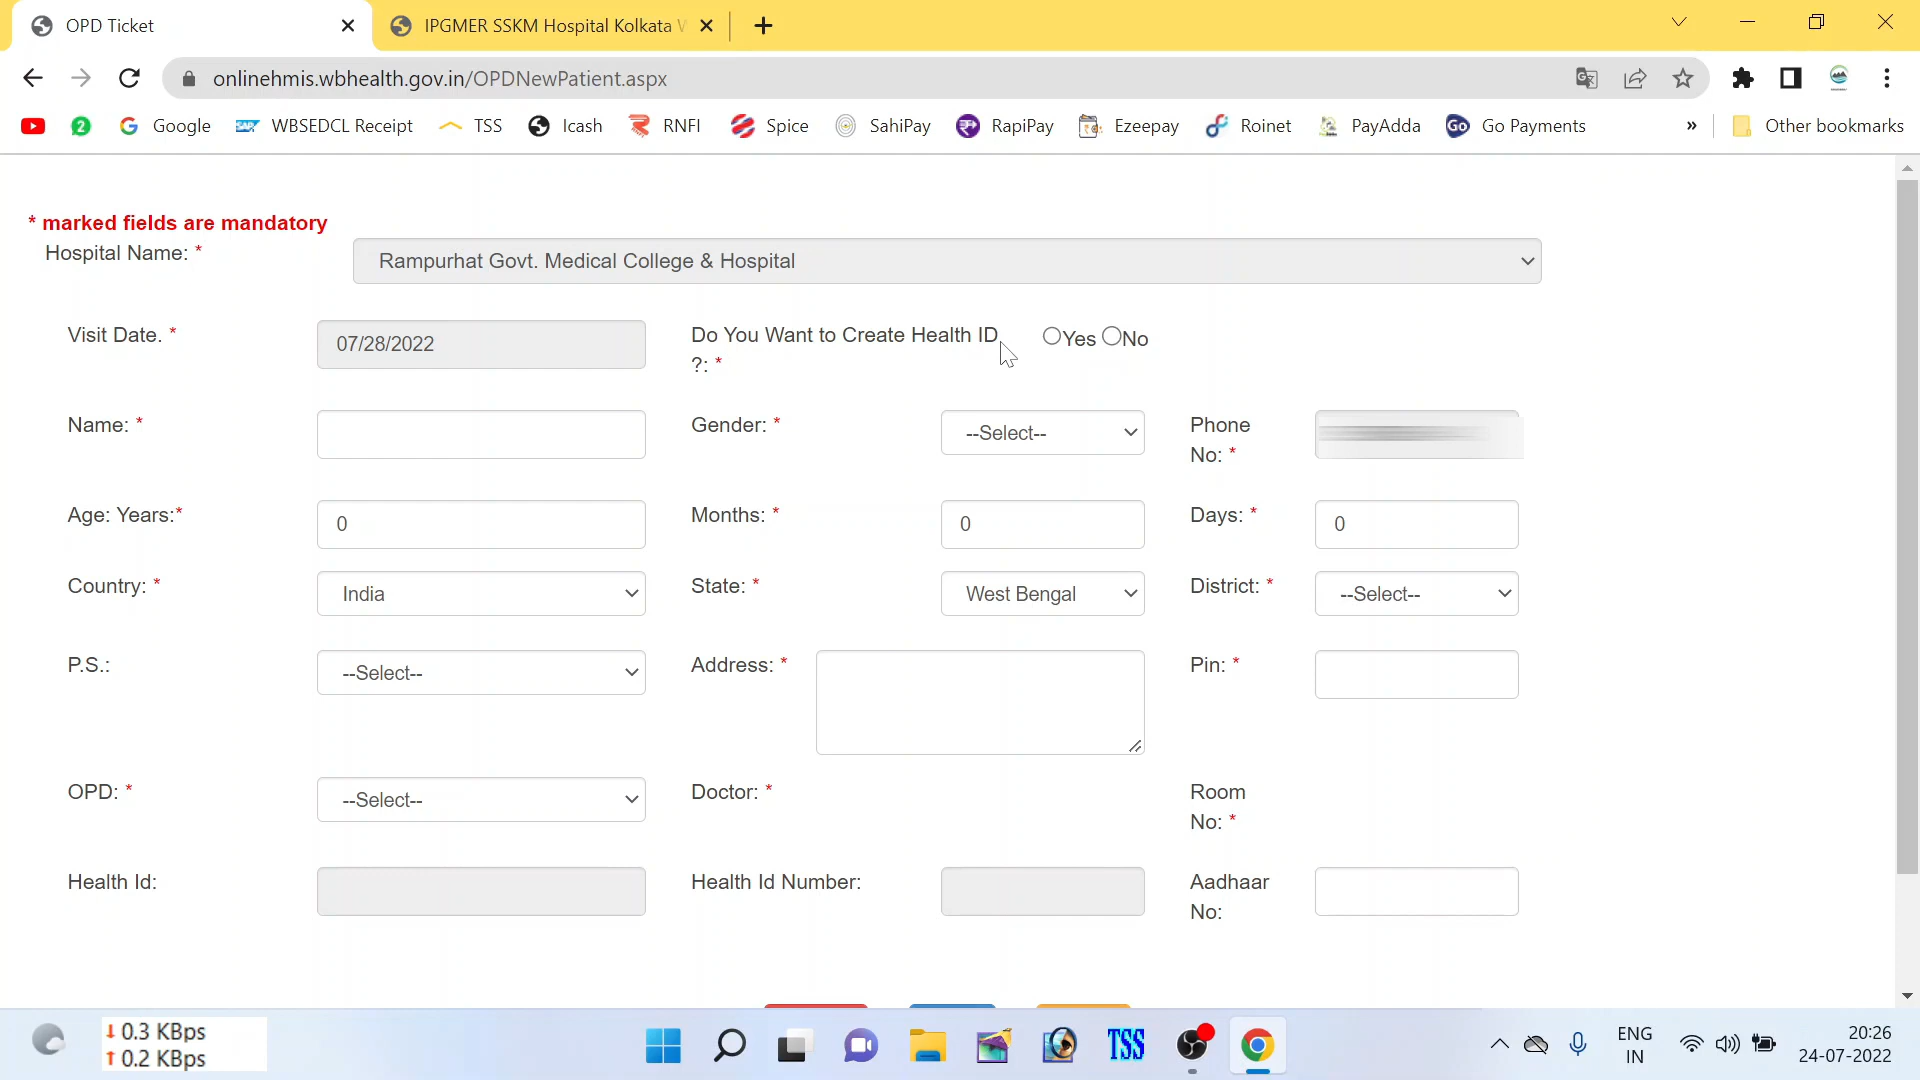 OPD Ticket
IPGMER SSKM Hospital Kolkata
onlinehmis.wbhealth.gov.in/OPDNewPatient.aspx
2 Google SAP WBSEDCL Receipt TSS Icash RNFI Spice SahiPay RapiPay Ezeepay Roinet PayAdda Go Go Payments » Other bookmarks
* marked fields are mandatory
Hospital Name: * Rampurhat Govt. Medical College & Hospital
Visit Date. * 07/28/2022 Do You Want to Create Health ID ?: * Yes No
Name: * Gender: * --Select-- Phone No: *
Age: Years:* 0 Months: * 0 Days: * 0
Country: * India State: * West Bengal District: * --Select--
P.S.: --Select-- Address: * Pin: *
OPD: * --Select-- Doctor: * Room No: *
Health Id: Health Id Number: Aadhaar No:
0.3 KBps
0.2 KBps
TSS
ENG
IN
20:26
24-07-2022